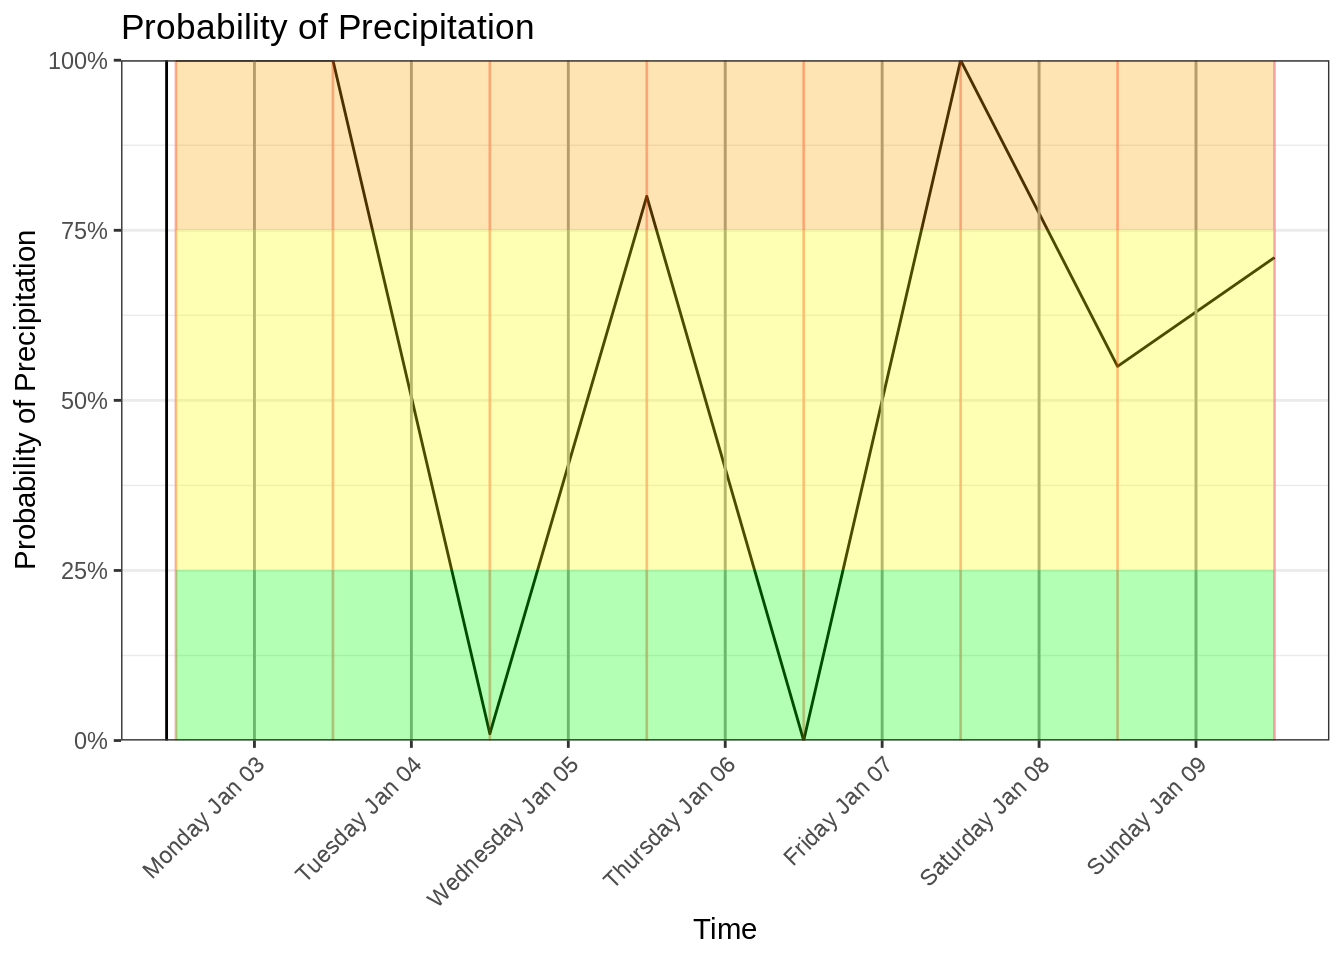 Probability of Precipitation
Probability of Precipitation
100%
75%
50%
25%
0%
Monday Jan 03
Tuesday Jan 04
Wednesday Jan 05
Thursday Jan 06
Friday Jan 07
Saturday Jan 08
Sunday Jan 09
Time